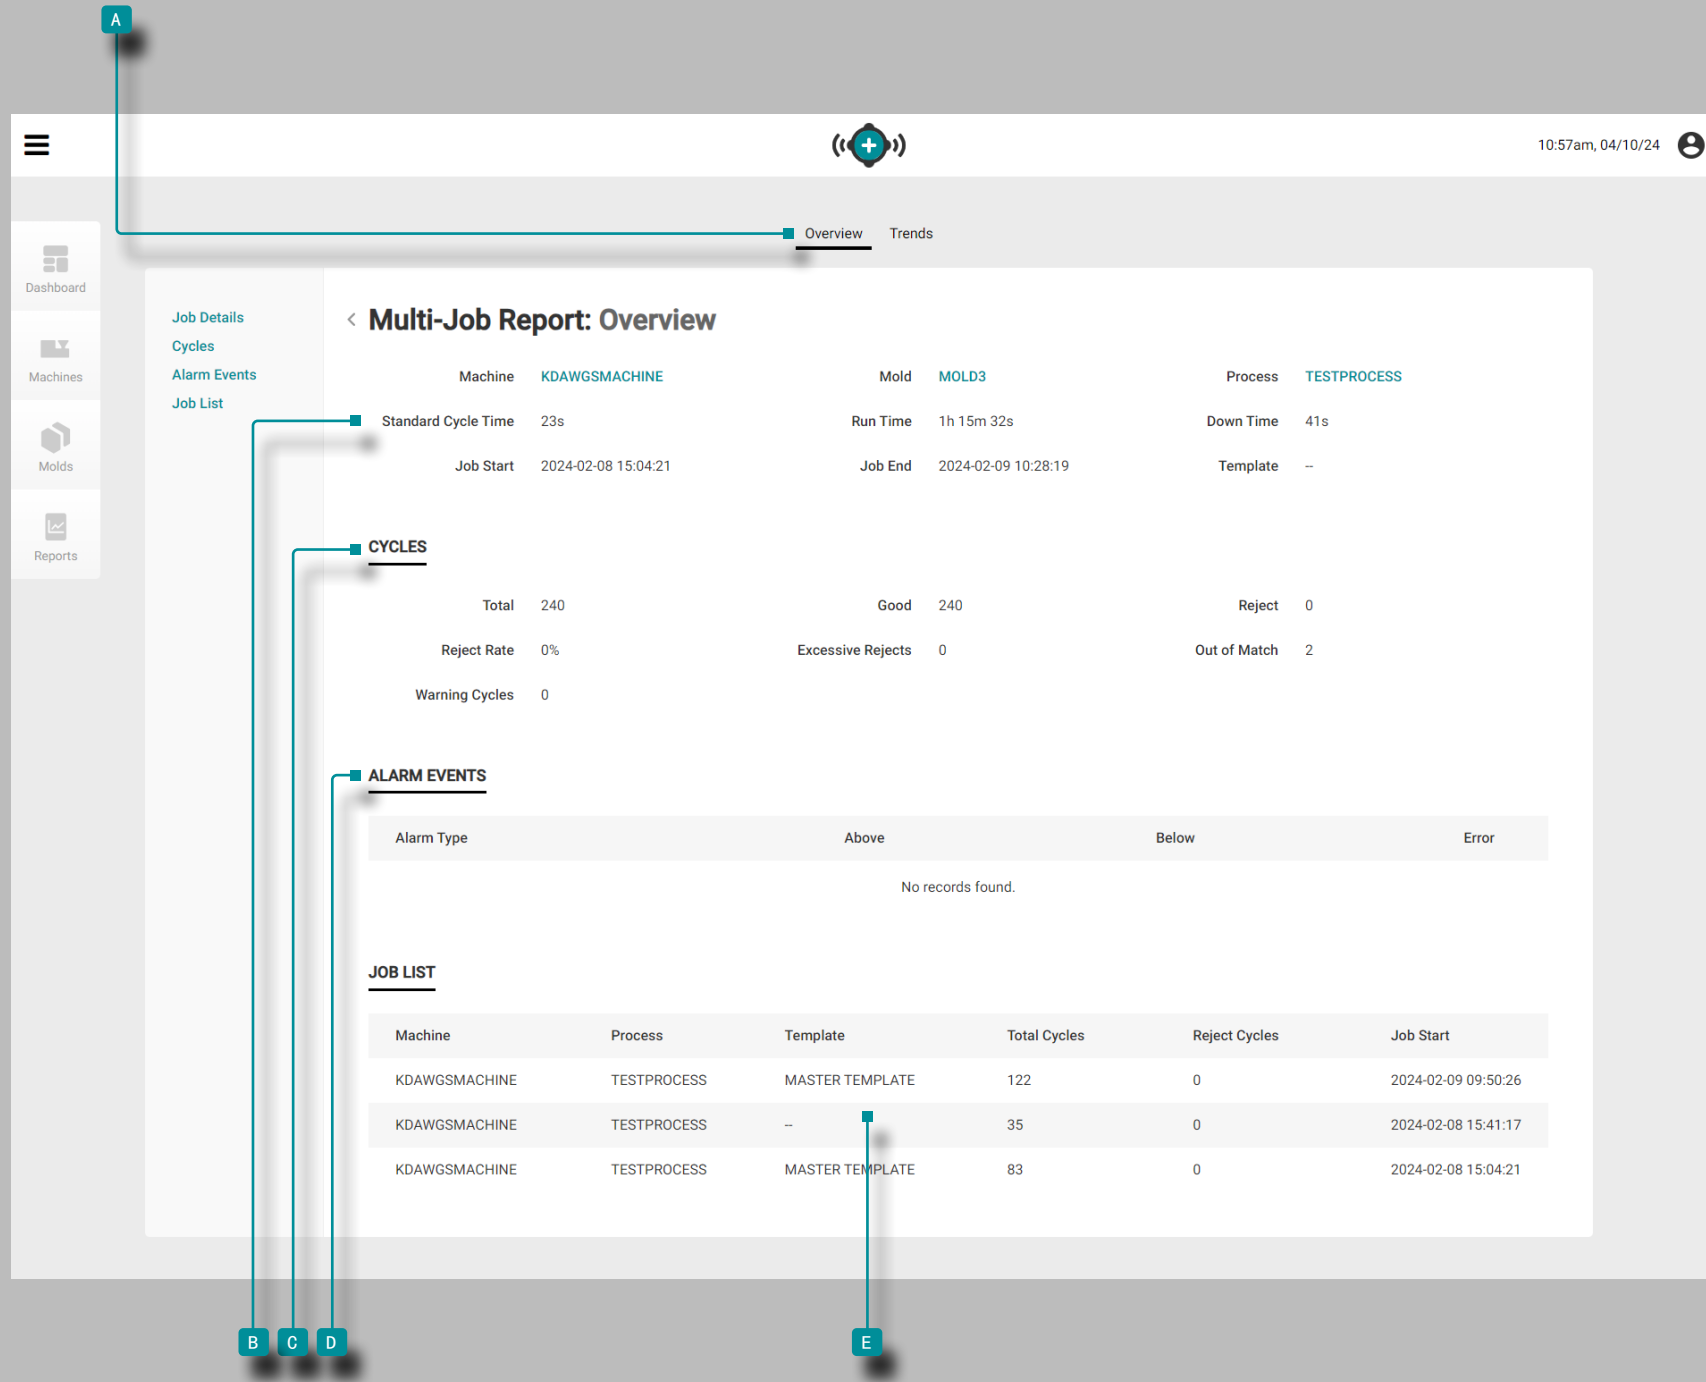 A
10:57am, 04/10/24
Overview Trends
Dashboard
Machines
Molds
Reports
Job Details
Cycles
Alarm Events
Job List
Multi-Job Report: Overview
Machine KDAWGSMACHINE Mold MOLD3 Process TESTPROCESS
Standard Cycle Time 23s Run Time 1h 15m 32s Down Time 41s
Job Start 2024-02-08 15:04:21 Job End 2024-02-09 10:28:19 Template --
CYCLES
Total 240 Good 240 Reject 0
Reject Rate 0% Excessive Rejects 0 Out of Match 2
Warning Cycles 0
ALARM EVENTS
Alarm Type Above Below Error
No records found.
JOB LIST
Machine Process Template Total Cycles Reject Cycles Job Start
KDAWGSMACHINE TESTPROCESS MASTER TEMPLATE 122 0 2024-02-09 09:50:26
KDAWGSMACHINE TESTPROCESS -- 35 0 2024-02-08 15:41:17
KDAWGSMACHINE TESTPROCESS MASTER TEMPLATE 83 0 2024-02-08 15:04:21
B C D E